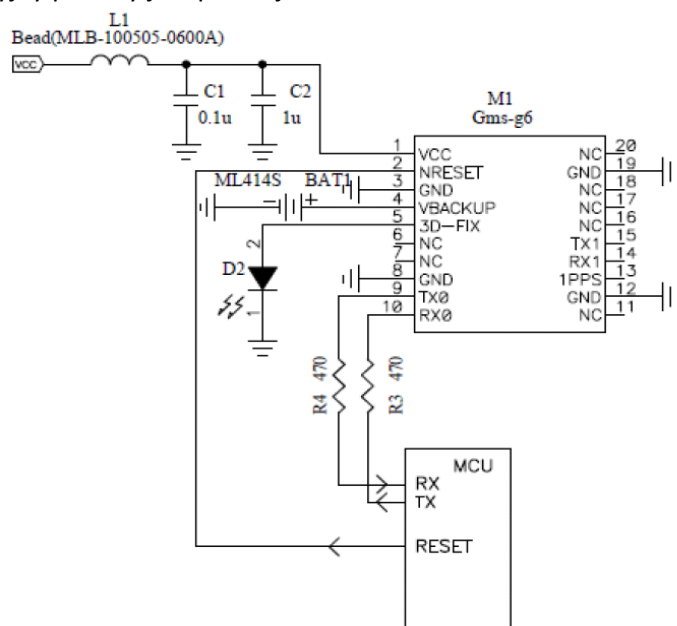 L1
Bead(MLB-100505-0600A)
VCC
C1
0.1u
C2
1u
M1
Gms-g6
1 VCC
2 NRESET
3 GND
4 VBACKUP
5 3D-FIX
6 NC
7 NC
8 GND
9 TX0
10 RX0
NC 20
GND 19
NC 18
NC 17
NC 16
TX1 15
RX1 14
1PPS 13
GND 12
NC 11
ML414S
BAT1
- +
2
D2
1
R4 470
R3 470
MCU
RX
TX
RESET